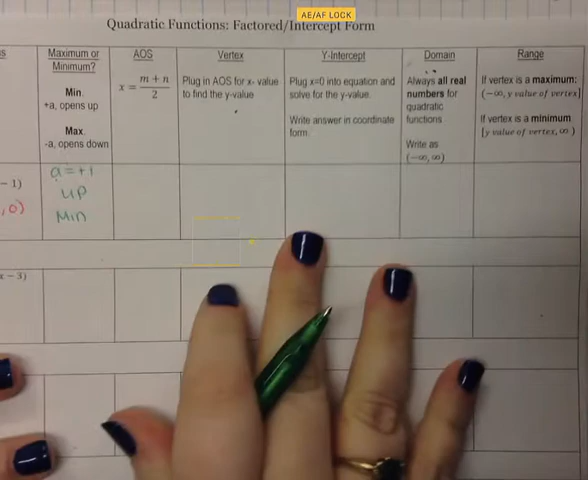 AE/AF LOCK
Quadratic Functions: Factored/Intercept Form
s
Maximum or
Minimum?
Min.
+a, opens up
Max.
-a, opens down
AOS
x = m + n / 2
Vertex
Plug in AOS for x- value
to find the y-value
Y-Intercept
Plug x=0 into equation and
solve for the y-value.
Write answer in coordinate
form.
Domain
Always all real
numbers for
quadratic
functions.
Write as
(−∞, ∞)
Range
If vertex is a maximum:
(−∞, y value of vertex]
If vertex is a minimum
[y value of vertex, ∞)
− 1)
, 0)
a = +1
up
Min
x − 3)